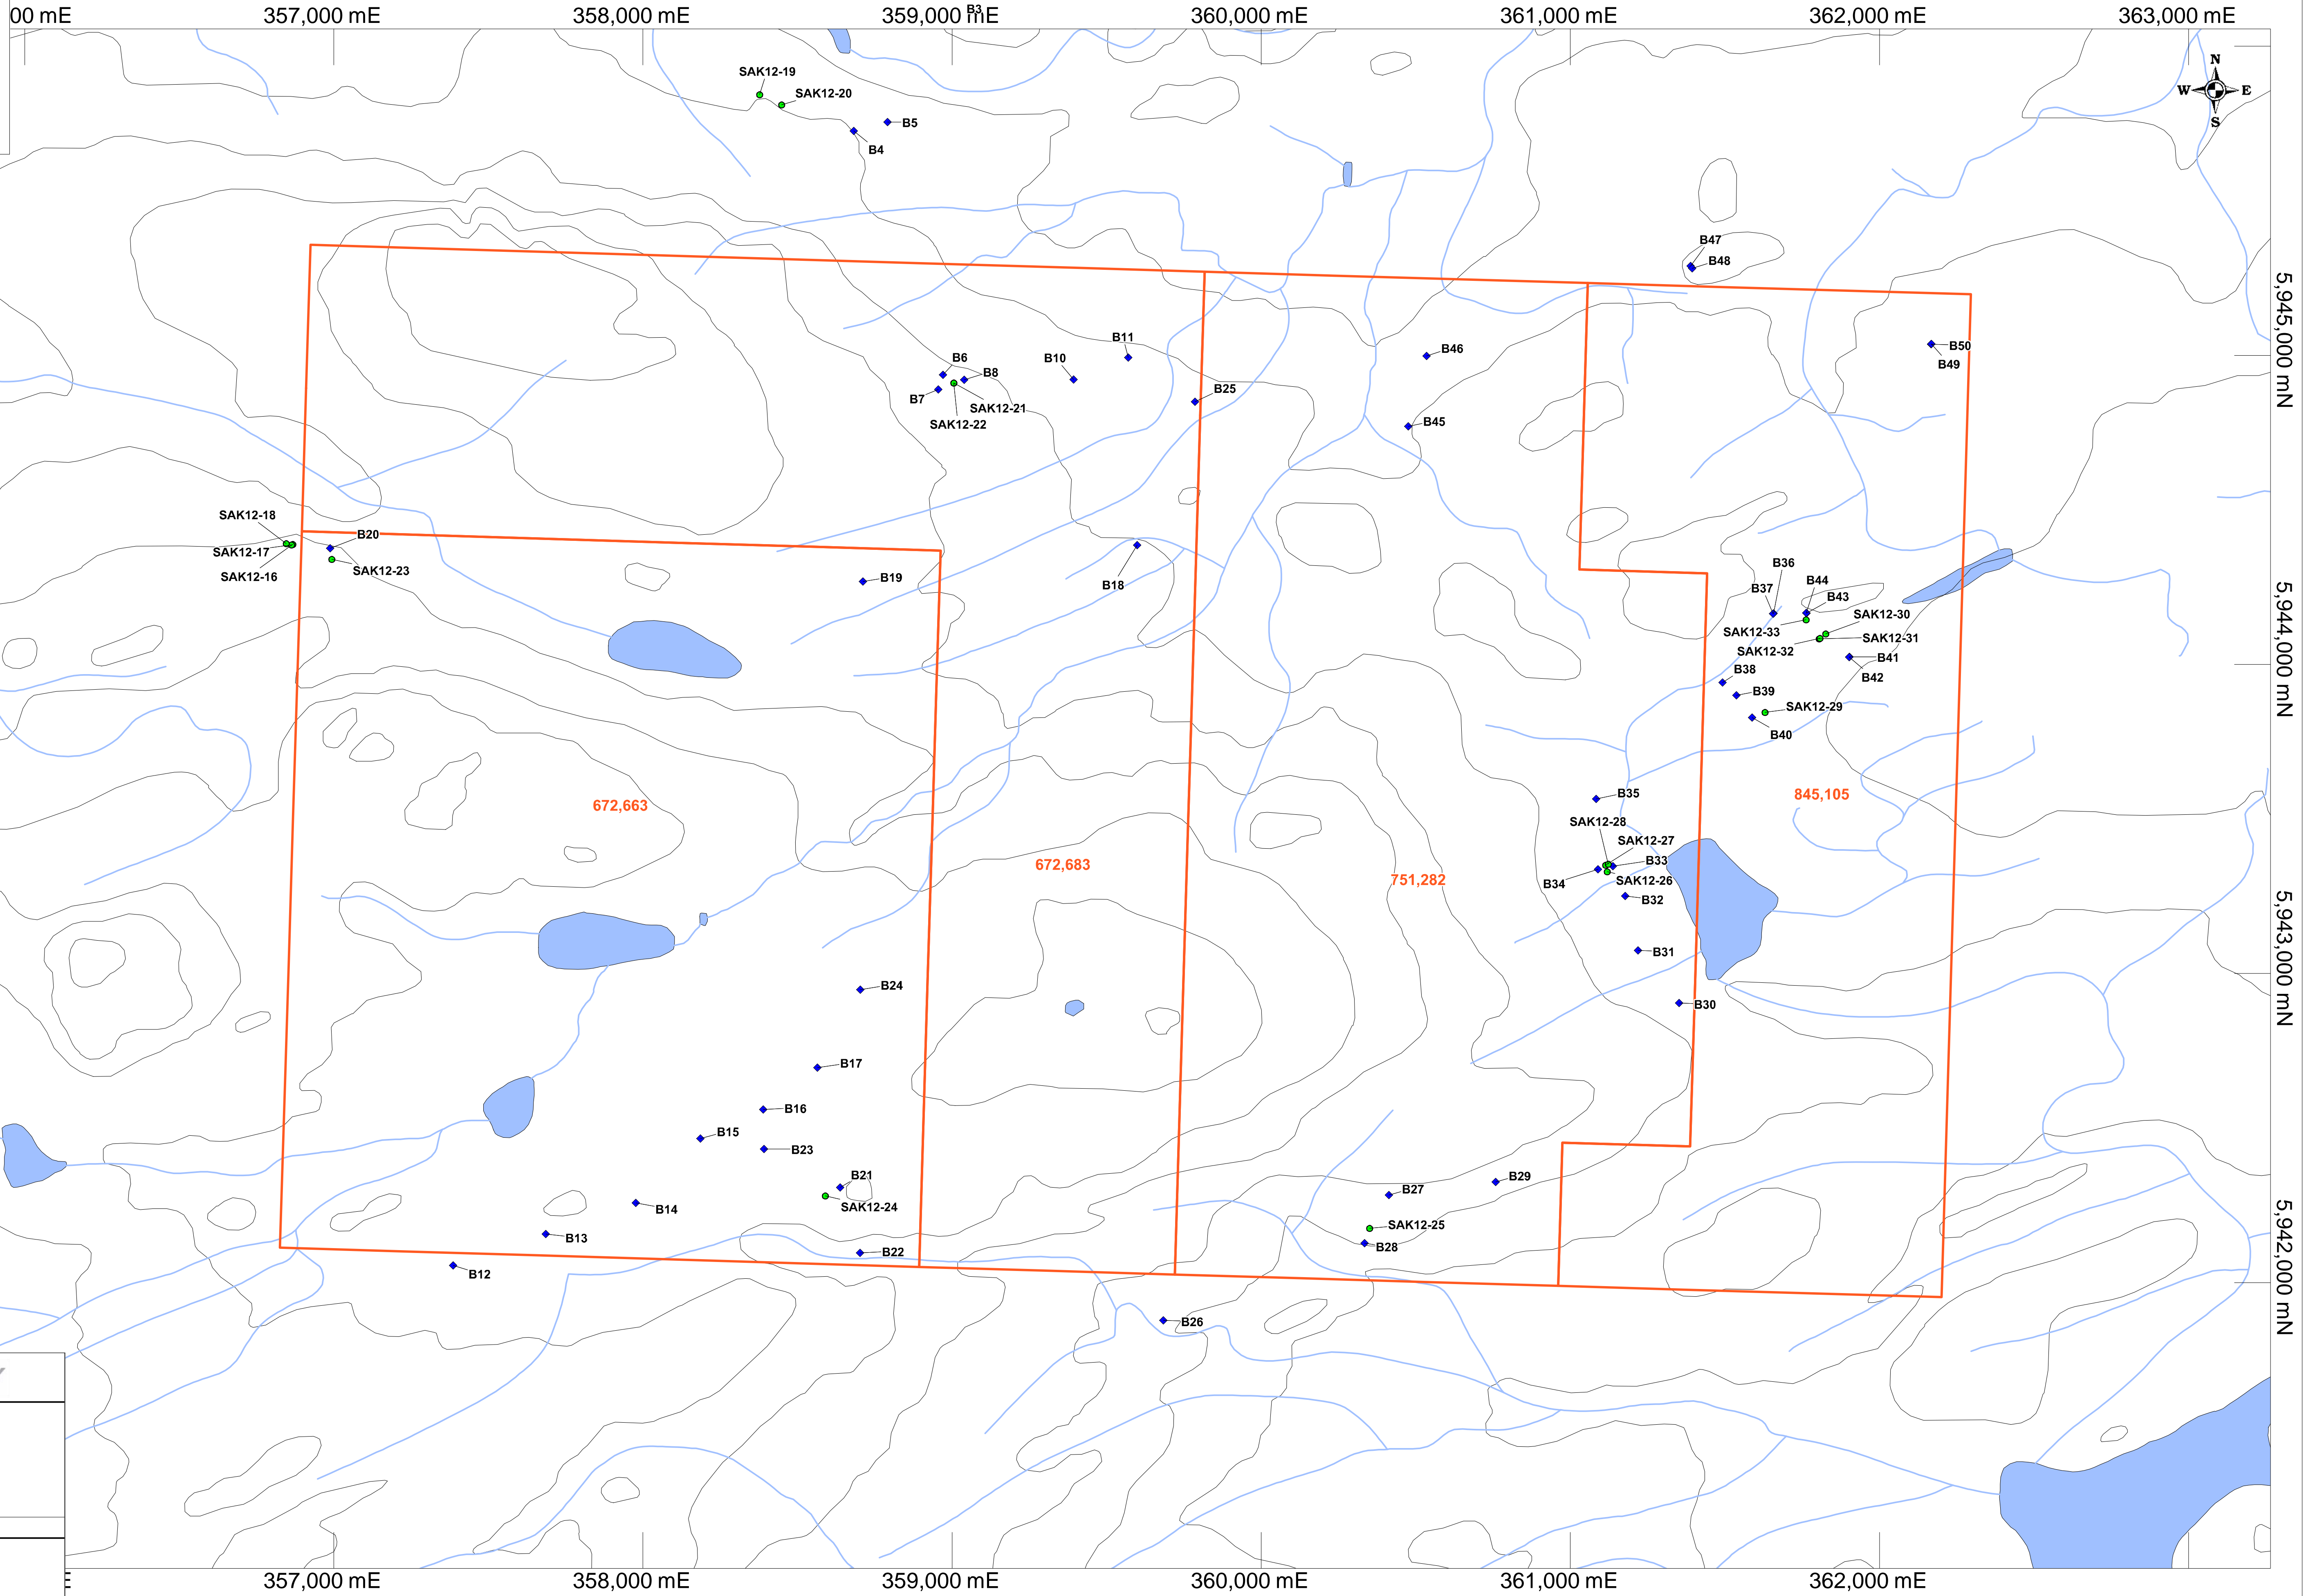 00 mE
357,000 mE
358,000 mE
359,000 mE
B3
360,000 mE
361,000 mE
362,000 mE
363,000 mE
N
W E
S
SAK12-19
SAK12-20
B5
B4
B47
B48
5,945,000 mN
B11
B10
B6
B8
B7
SAK12-21
SAK12-22
B25
B46
B45
B50
B49
SAK12-18
SAK12-17
SAK12-16
B20
SAK12-23
B19
B18
B36
B37
B44
B43
SAK12-30
SAK12-33
SAK12-31
SAK12-32
B41
B42
B38
B39
SAK12-29
B40
5,944,000 mN
672,663
672,683
751,282
845,105
B35
SAK12-28
SAK12-27
B33
B34
SAK12-26
B32
B31
B30
5,943,000 mN
B24
B17
B16
B15
B23
B21
SAK12-24
B14
B13
B12
B22
B27
B29
SAK12-25
B28
B26
5,942,000 mN
357,000 mE
358,000 mE
359,000 mE
360,000 mE
361,000 mE
362,000 mE